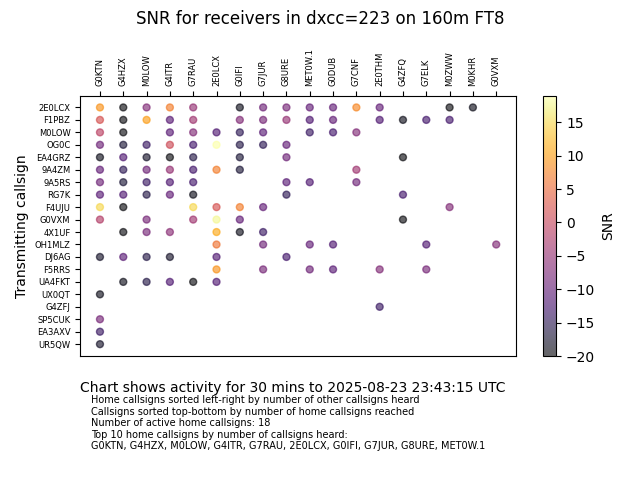 SNR for receivers in dxcc=223 on 160m FT8
G0KTN G4HZX M0LOW G4ITR G7RAU 2E0LCX G0IFI G7JUR G8URE MET0W.1 G0DUB G7CNF 2E0THM G4ZFQ G7ELK M0ZWW M0KHR G0VXM
Transmitting callsign
2E0LCX
F1PBZ
M0LOW
OG0C
EA4GRZ
9A4ZM
9A5RS
RG7K
F4UJU
G0VXM
4X1UF
OH1MLZ
DJ6AG
F5RRS
UA4FKT
UX0QT
G4ZFJ
SP5CUK
EA3AXV
UR5QW
15
10
5
0
−5
−10
−15
−20
SNR
Chart shows activity for 30 mins to 2025-08-23 23:43:15 UTC
Home callsigns sorted left-right by number of other callsigns heard
Callsigns sorted top-bottom by number of home callsigns reached
Number of active home callsigns: 18
Top 10 home callsigns by number of callsigns heard:
G0KTN, G4HZX, M0LOW, G4ITR, G7RAU, 2E0LCX, G0IFI, G7JUR, G8URE, MET0W.1